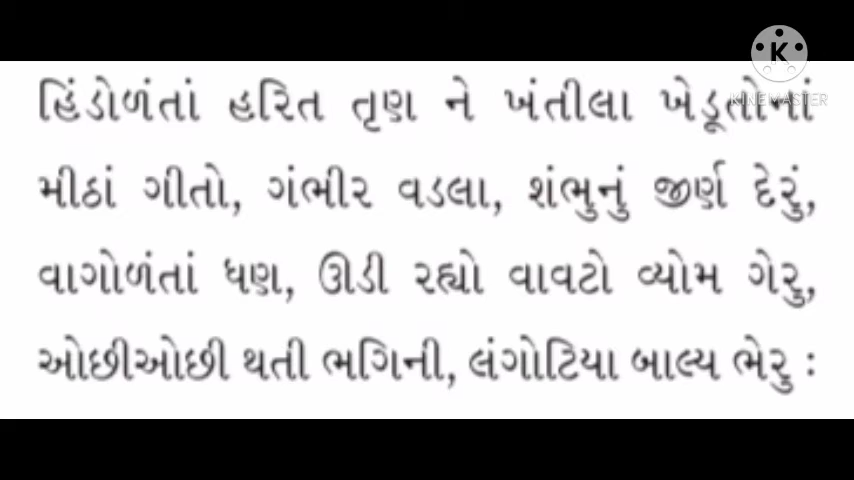 KINEMASTER
હિંડોળંતાં હરિત તૃણ ને ખંતીલા ખેડૂતોનાં
મીઠાં ગીતો, ગંભીર વડલા, શંભુનું જીર્ણ દેરું,
વાગોળંતાં ધણ, ઊડી રહ્યો વાવટો વ્યોમ ગેરુ,
ઓછીઓછી થતી ભગિની, લંગોટિયા બાલ્ય ભેરુ :